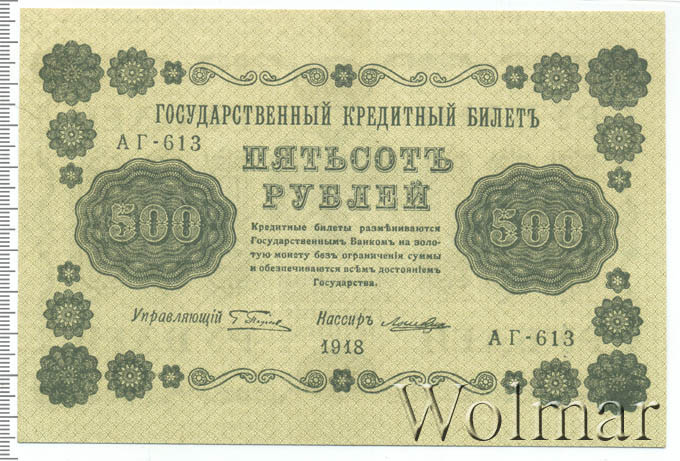 ГОСУДАРСТВЕННЫЙ КРЕДИТНЫЙ БИЛЕТЪ
АГ-613
ПЯТЬСОТЪ
РУБЛЕЙ
500
500
Кредитные билеты размѣниваются
Государственнымъ Банкомъ на золо-
тую монету безъ ограниченія суммы
и обезпечиваются всѣмъ достояніемъ
Государства.
Управляющій
Кассиръ
1918
АГ-613
Wolmar